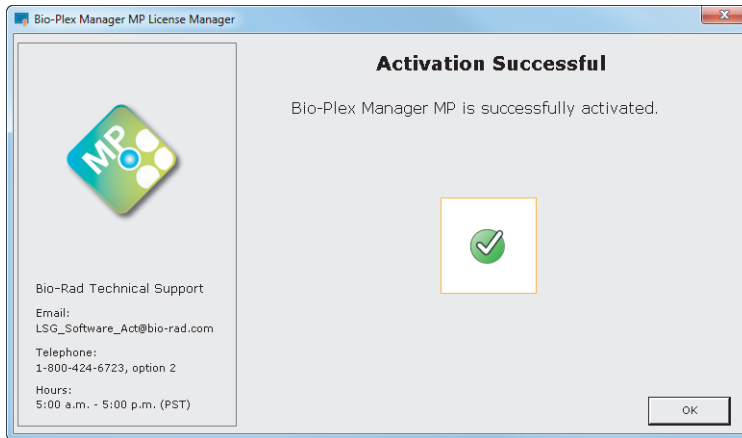 Bio-Plex Manager MP License Manager
Activation Successful
Bio-Plex Manager MP is successfully activated.
MP
Bio-Rad Technical Support
Email:
LSG_Software_Act@bio-rad.com
Telephone:
1-800-424-6723, option 2
Hours:
5:00 a.m. - 5:00 p.m. (PST)
OK